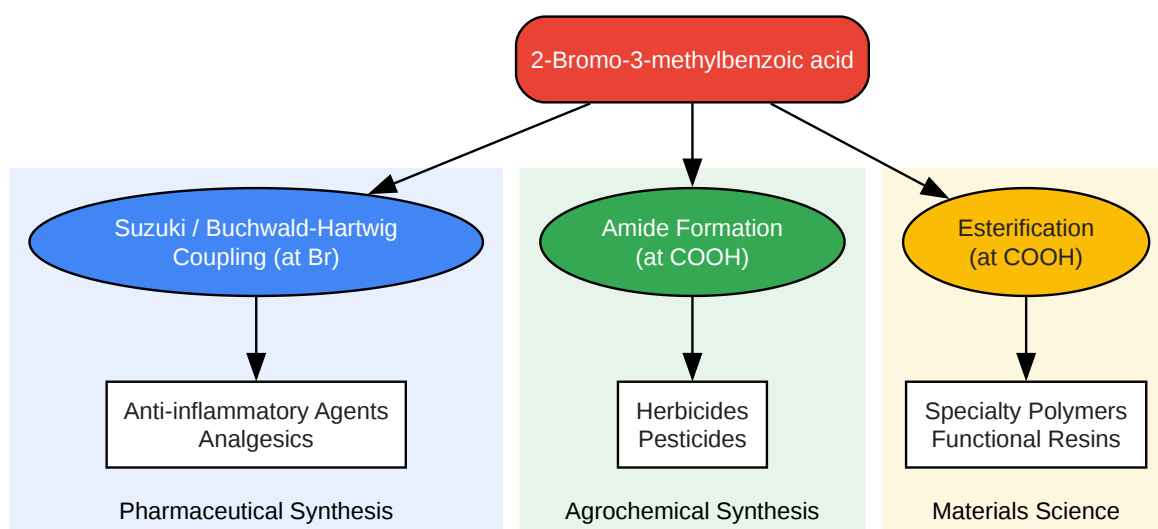 2-Bromo-3-methylbenzoic acid
Suzuki / Buchwald-Hartwig
Coupling (at Br)
Anti-inflammatory Agents
Analgesics
Pharmaceutical Synthesis
Amide Formation
(at COOH)
Herbicides
Pesticides
Agrochemical Synthesis
Esterification
(at COOH)
Specialty Polymers
Functional Resins
Materials Science